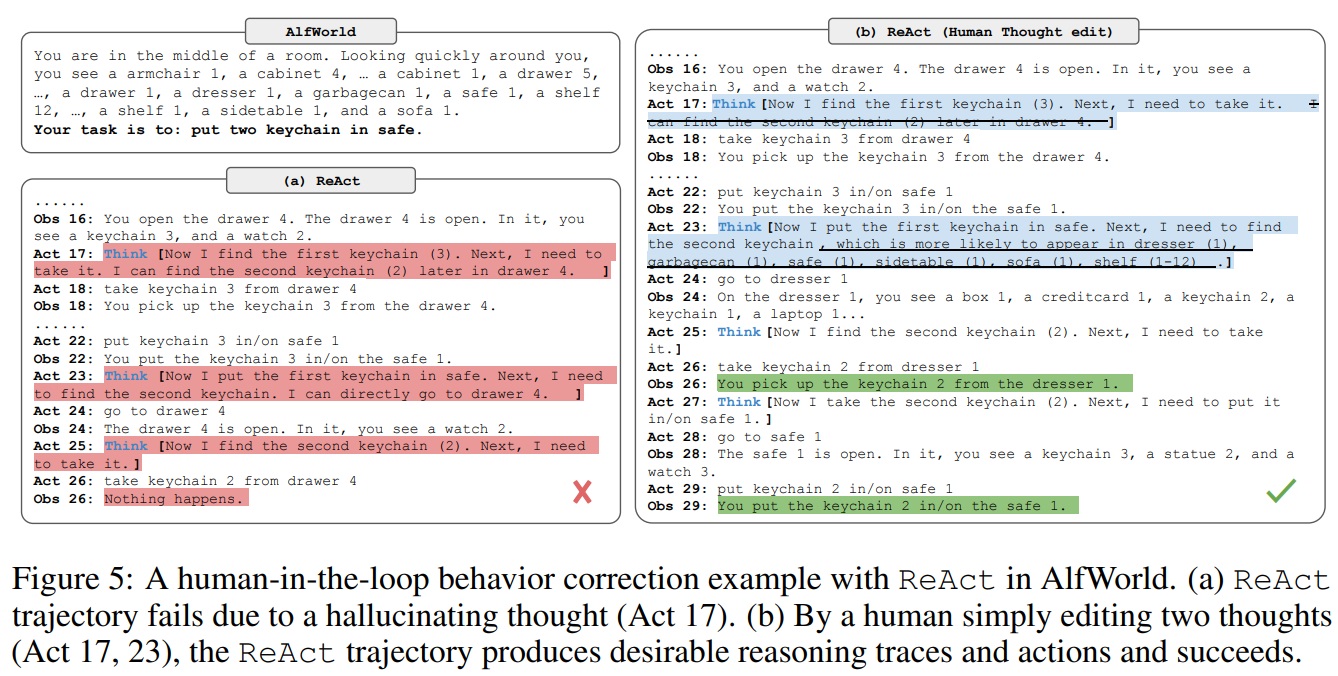 AlfWorld
You are in the middle of a room. Looking quickly around you,
you see a armchair 1, a cabinet 4, … a cabinet 1, a drawer 5,
…, a drawer 1, a dresser 1, a garbagecan 1, a safe 1, a shelf
12, …, a shelf 1, a sidetable 1, and a sofa 1.
Your task is to: put two keychain in safe.
(a) ReAct
......
Obs 16: You open the drawer 4. The drawer 4 is open. In it, you
see a keychain 3, and a watch 2.
Act 17: Think [Now I find the first keychain (3). Next, I need to
take it. I can find the second keychain (2) later in drawer 4. ]
Act 18: take keychain 3 from drawer 4
Obs 18: You pick up the keychain 3 from the drawer 4.
......
Act 22: put keychain 3 in/on safe 1
Obs 22: You put the keychain 3 in/on the safe 1.
Act 23: Think [Now I put the first keychain in safe. Next, I need
to find the second keychain. I can directly go to drawer 4. ]
Act 24: go to drawer 4
Obs 24: The drawer 4 is open. In it, you see a watch 2.
Act 25: Think [Now I find the second keychain (2). Next, I need
to take it.]
Act 26: take keychain 2 from drawer 4
Obs 26: Nothing happens.
(b) ReAct (Human Thought edit)
......
Obs 16: You open the drawer 4. The drawer 4 is open. In it, you see a
keychain 3, and a watch 2.
Act 17: Think [Now I find the first keychain (3). Next, I need to take it. I
can find the second keychain (2) later in drawer 4. ]
Act 18: take keychain 3 from drawer 4
Obs 18: You pick up the keychain 3 from the drawer 4.
......
Act 22: put keychain 3 in/on safe 1
Obs 22: You put the keychain 3 in/on the safe 1.
Act 23: Think [Now I put the first keychain in safe. Next, I need to find
the second keychain , which is more likely to appear in dresser (1),
garbagecan (1), safe (1), sidetable (1), sofa (1), shelf (1-12) .]
Act 24: go to dresser 1
Obs 24: On the dresser 1, you see a box 1, a creditcard 1, a keychain 2, a
keychain 1, a laptop 1...
Act 25: Think [Now I find the second keychain (2). Next, I need to take
it.]
Act 26: take keychain 2 from dresser 1
Obs 26: You pick up the keychain 2 from the dresser 1.
Act 27: Think [Now I take the second keychain (2). Next, I need to put it
in/on safe 1.]
Act 28: go to safe 1
Obs 28: The safe 1 is open. In it, you see a keychain 3, a statue 2, and a
watch 3.
Act 29: put keychain 2 in/on safe 1
Obs 29: You put the keychain 2 in/on the safe 1.
Figure 5: A human-in-the-loop behavior correction example with ReAct in AlfWorld. (a) ReAct
trajectory fails due to a hallucinating thought (Act 17). (b) By a human simply editing two thoughts
(Act 17, 23), the ReAct trajectory produces desirable reasoning traces and actions and succeeds.